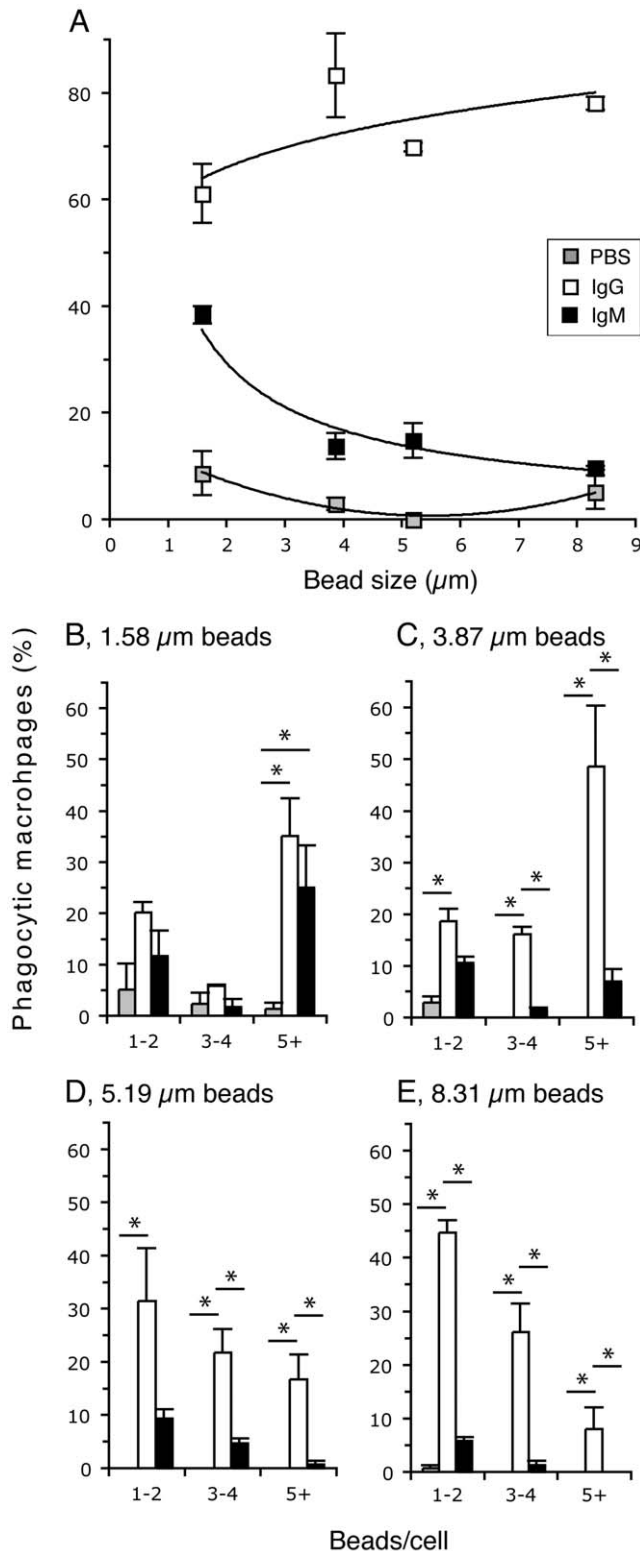 A
80
60
40
20
0
0 1 2 3 4 5 6 7 8 9
Bead size (µm)
PBS
IgG
IgM
Phagocytic macrohpages (%)
B, 1.58 µm beads
60
50
40
30
20
10
0
* 
*
1-2 3-4 5+
C, 3.87 µm beads
60
50
40
30
20
10
0
* *
* *
*
1-2 3-4 5+
D, 5.19 µm beads
60
50
40
30
20
10
0
*
* *
* *
1-2 3-4 5+
E, 8.31 µm beads
60
50
40
30
20
10
0
* *
* *
* *
1-2 3-4 5+
Beads/cell